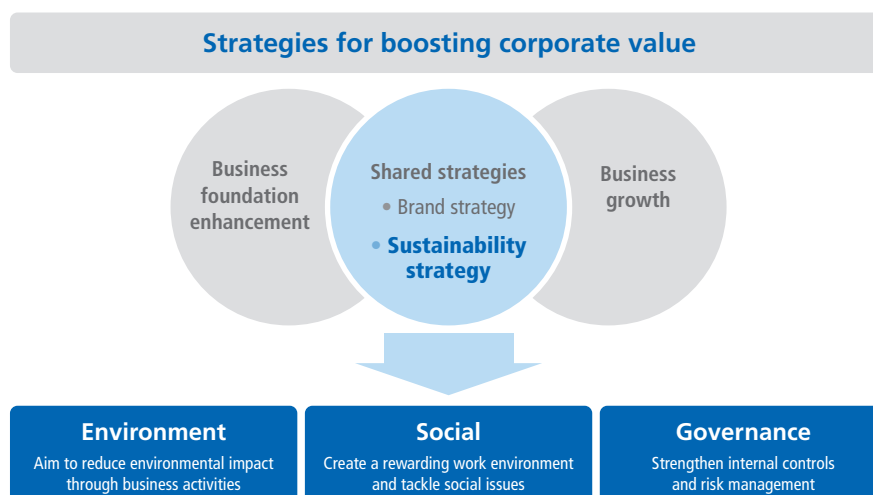 Strategies for boosting corporate value
Business
foundation
enhancement
Shared strategies
• Brand strategy
• Sustainability
strategy
Business
growth
Environment
Aim to reduce environmental impact
through business activities
Social
Create a rewarding work environment
and tackle social issues
Governance
Strengthen internal controls
and risk management